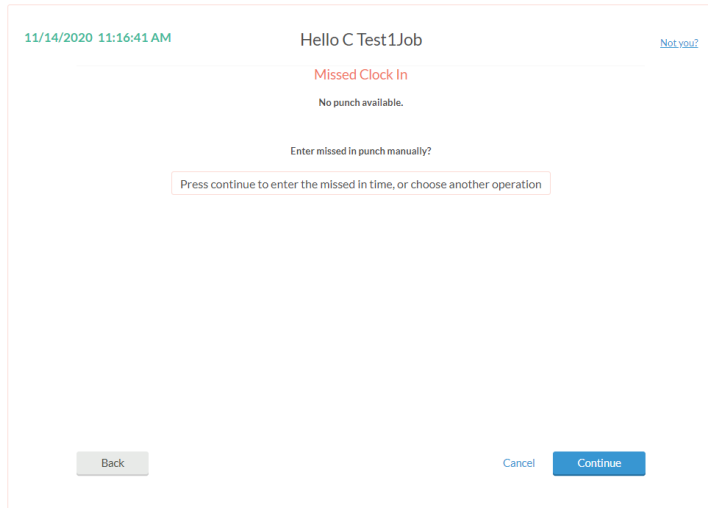 11/14/2020 11:16:41 AM
Hello C Test1Job
Not you?
Missed Clock In
No punch available.
Enter missed in punch manually?
Press continue to enter the missed in time, or choose another operation
Back
Cancel
Continue